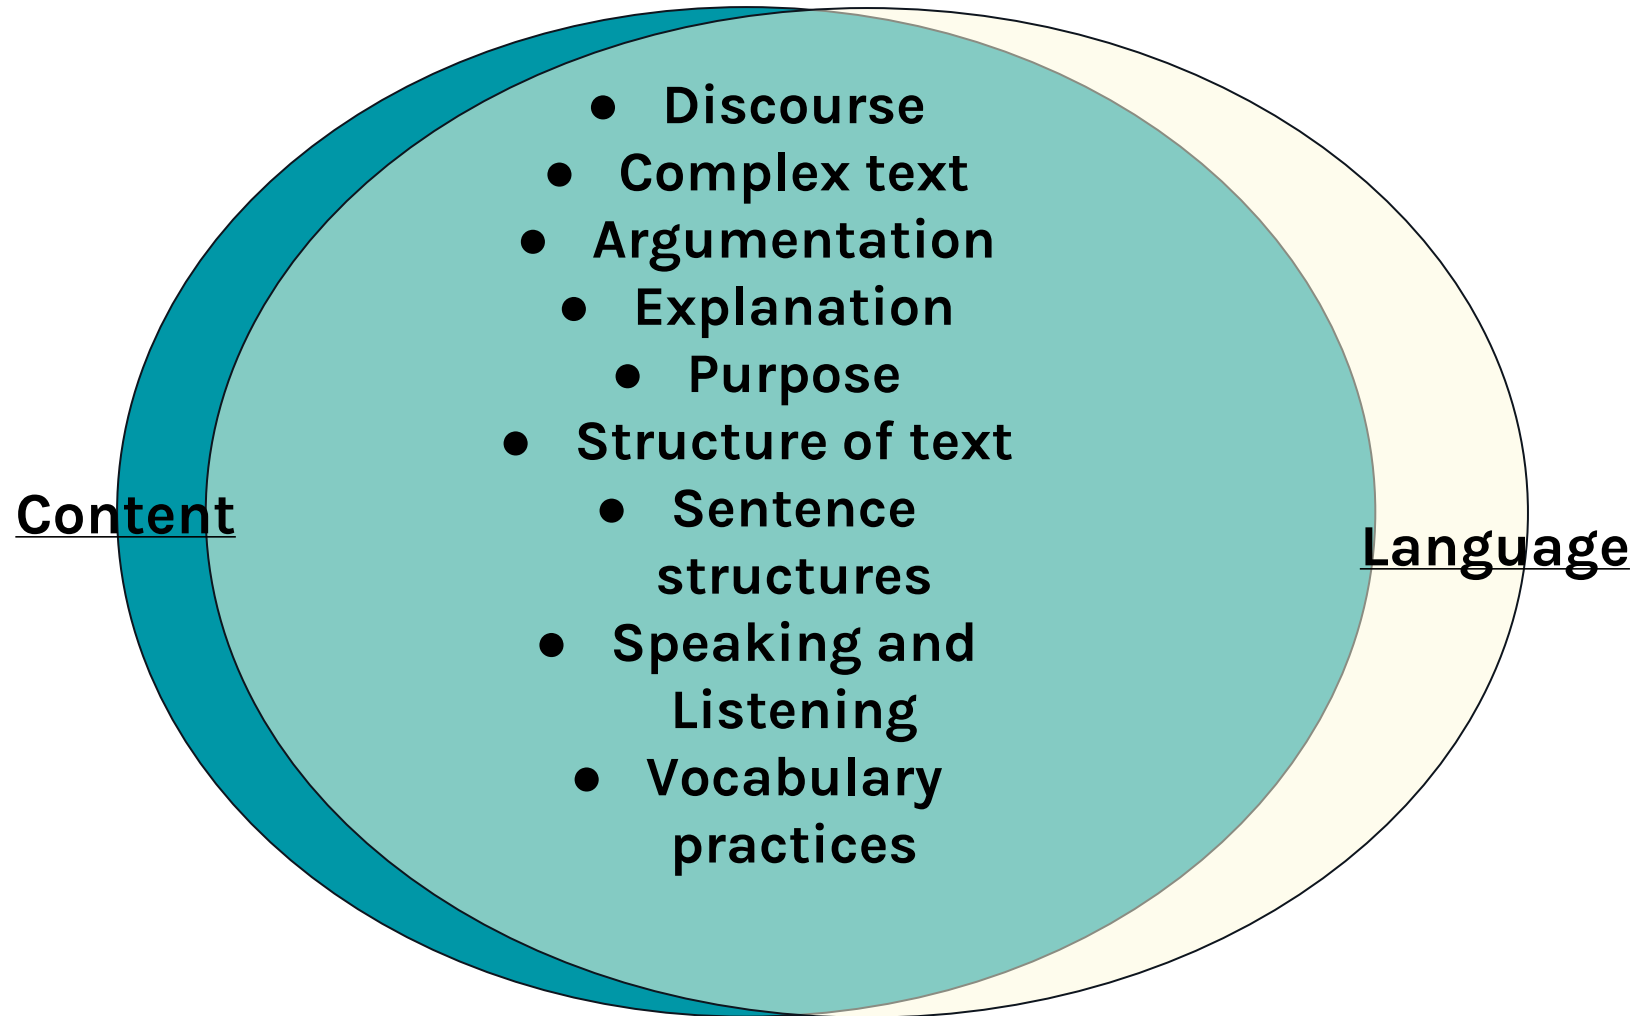 ● Discourse
● Complex text
● Argumentation
● Explanation
● Purpose
● Structure of text
● Sentence
structures
● Speaking and
Listening
● Vocabulary
practices
Content
Language